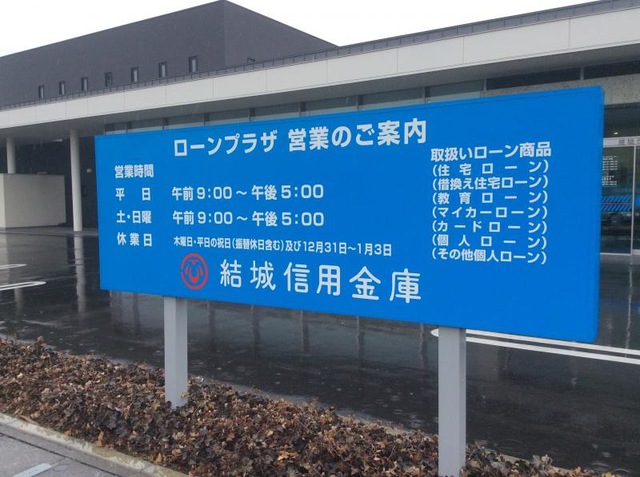 ローンプラザ 営業のご案内
営業時間
平 日 午前9:00～午後5:00
土・日曜 午前9:00～午後5:00
休業日 木曜日・平日の祝日(振替休日含む)及び12月31日～1月3日
結城信用金庫
取扱いローン商品
(住宅ローン)
(借換え住宅ローン)
(教育ローン)
(マイカーローン)
(カードローン)
(個人ローン)
(その他個人ローン)